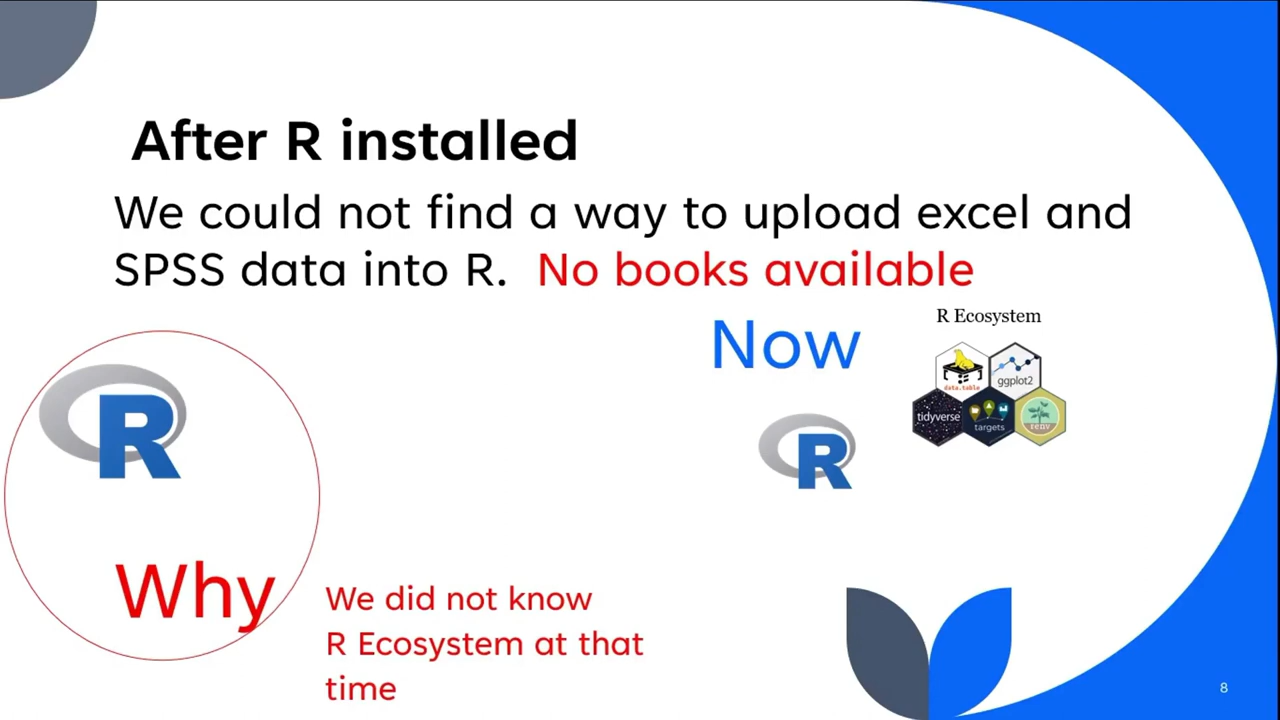 After R installed
We could not find a way to upload excel and
SPSS data into R. No books available
Now
R Ecosystem
data.table
ggplot2
tidyverse
targets
renv
R
R
Why
We did not know
R Ecosystem at that
time
8